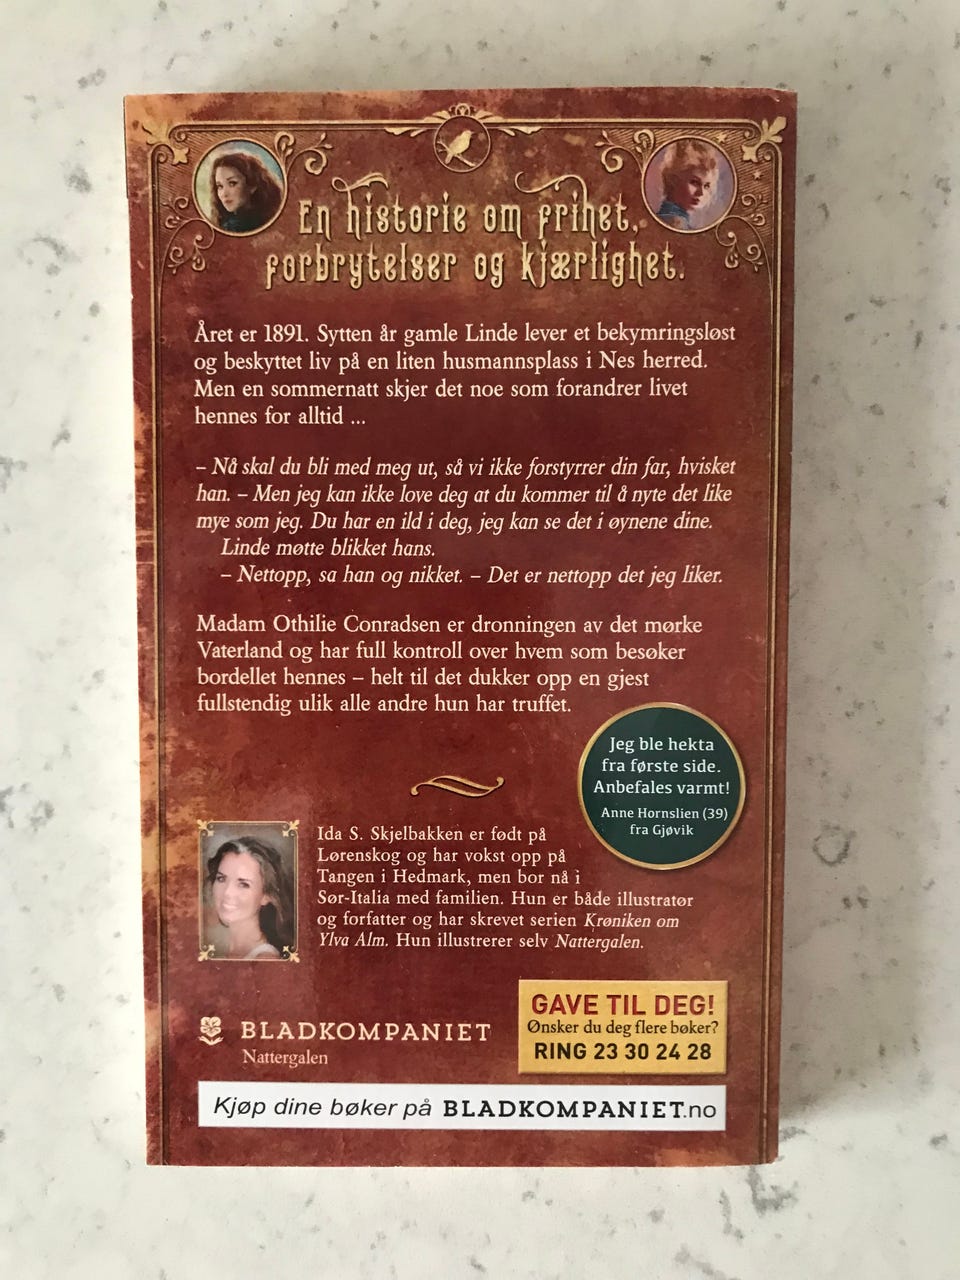 En historie om frihet,
forbrytelser og kjærlighet.
Året er 1891. Sytten år gamle Linde lever et bekymringsløst
og beskyttet liv på en liten husmannsplass i Nes herred.
Men en sommernatt skjer det noe som forandrer livet
hennes for alltid ...
– Nå skal du bli med meg ut, så vi ikke forstyrrer din far, hvisket
han. – Men jeg kan ikke love deg at du kommer til å nyte det like
mye som jeg. Du har en ild i deg, jeg kan se det i øynene dine.
Linde møtte blikket hans.
– Nettopp, sa han og nikket. – Det er nettopp det jeg liker.
Madam Othilie Conradsen er dronningen av det mørke
Vaterland og har full kontroll over hvem som besøker
bordellet hennes – helt til det dukker opp en gjest
fullstendig ulik alle andre hun har truffet.
Jeg ble hekta
fra første side.
Anbefales varmt!
Anne Hornslien (39)
fra Gjøvik
Ida S. Skjelbakken er født på
Lørenskog og har vokst opp på
Tangen i Hedmark, men bor nå i
Sør-Italia med familien. Hun er både illustratør
og forfatter og har skrevet serien Krøniken om
Ylva Alm. Hun illustrerer selv Nattergalen.
BLADKOMPANIET
Nattergalen
GAVE TIL DEG!
Ønsker du deg flere bøker?
RING 23 30 24 28
Kjøp dine bøker på BLADKOMPANIET.no